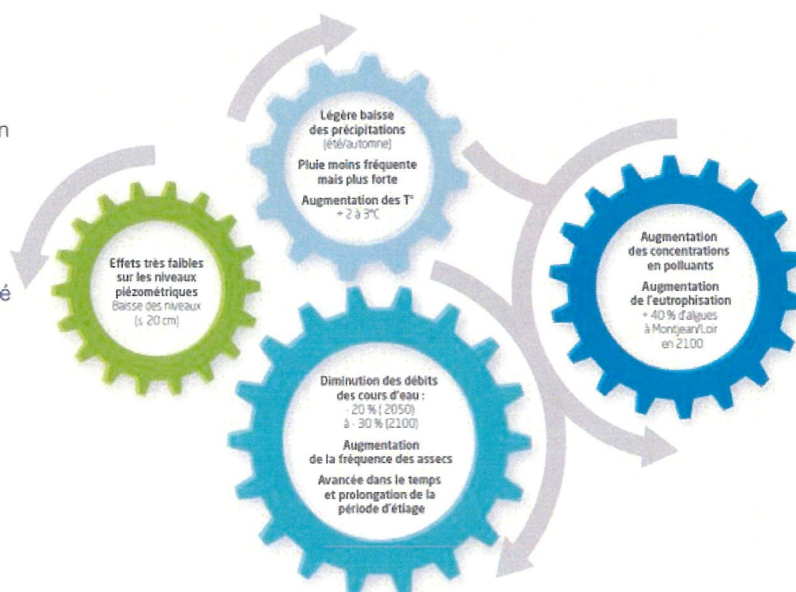 n
é
Légère baisse
des précipitations
(été/automne)
Pluie moins fréquente
mais plus forte
Augmentation des T°
+ 2 à 3°C
Effets très faibles
sur les niveaux
piézométriques
Baisse des niveaux
(≤ 20 cm)
Augmentation
des concentrations
en polluants
Augmentation
de l'eutrophisation
+ 40 % d'algues
à Montjean/Loir
en 2100
Diminution des débits
des cours d'eau :
- 20 % (2050)
à - 30 % (2100)
Augmentation
de la fréquence des assecs
Avancée dans le temps
et prolongation de la
période d'étiage